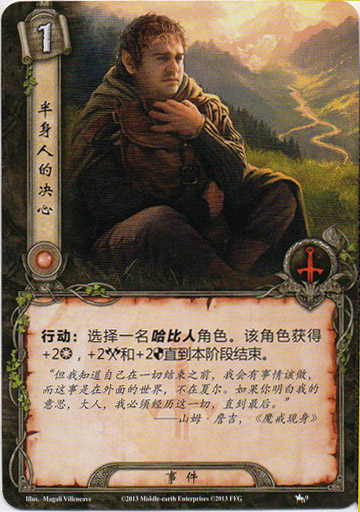 1
半身人的决心
行动：选择一名哈比人角色。该角色获得
+2，+2和+2直到本阶段结束。
“但我知道自己在一切结束之前，我会有事情该做，
而这事是在外面的世界，不在夏尔。如果你明白我的
意思，大人，我必须经历这一切，直到最后。”
——山姆·詹吉，《魔戒现身》
事件
Illus. Magali Villeneuve
©2013 Middle-earth Enterprises ©2013 FFG
9